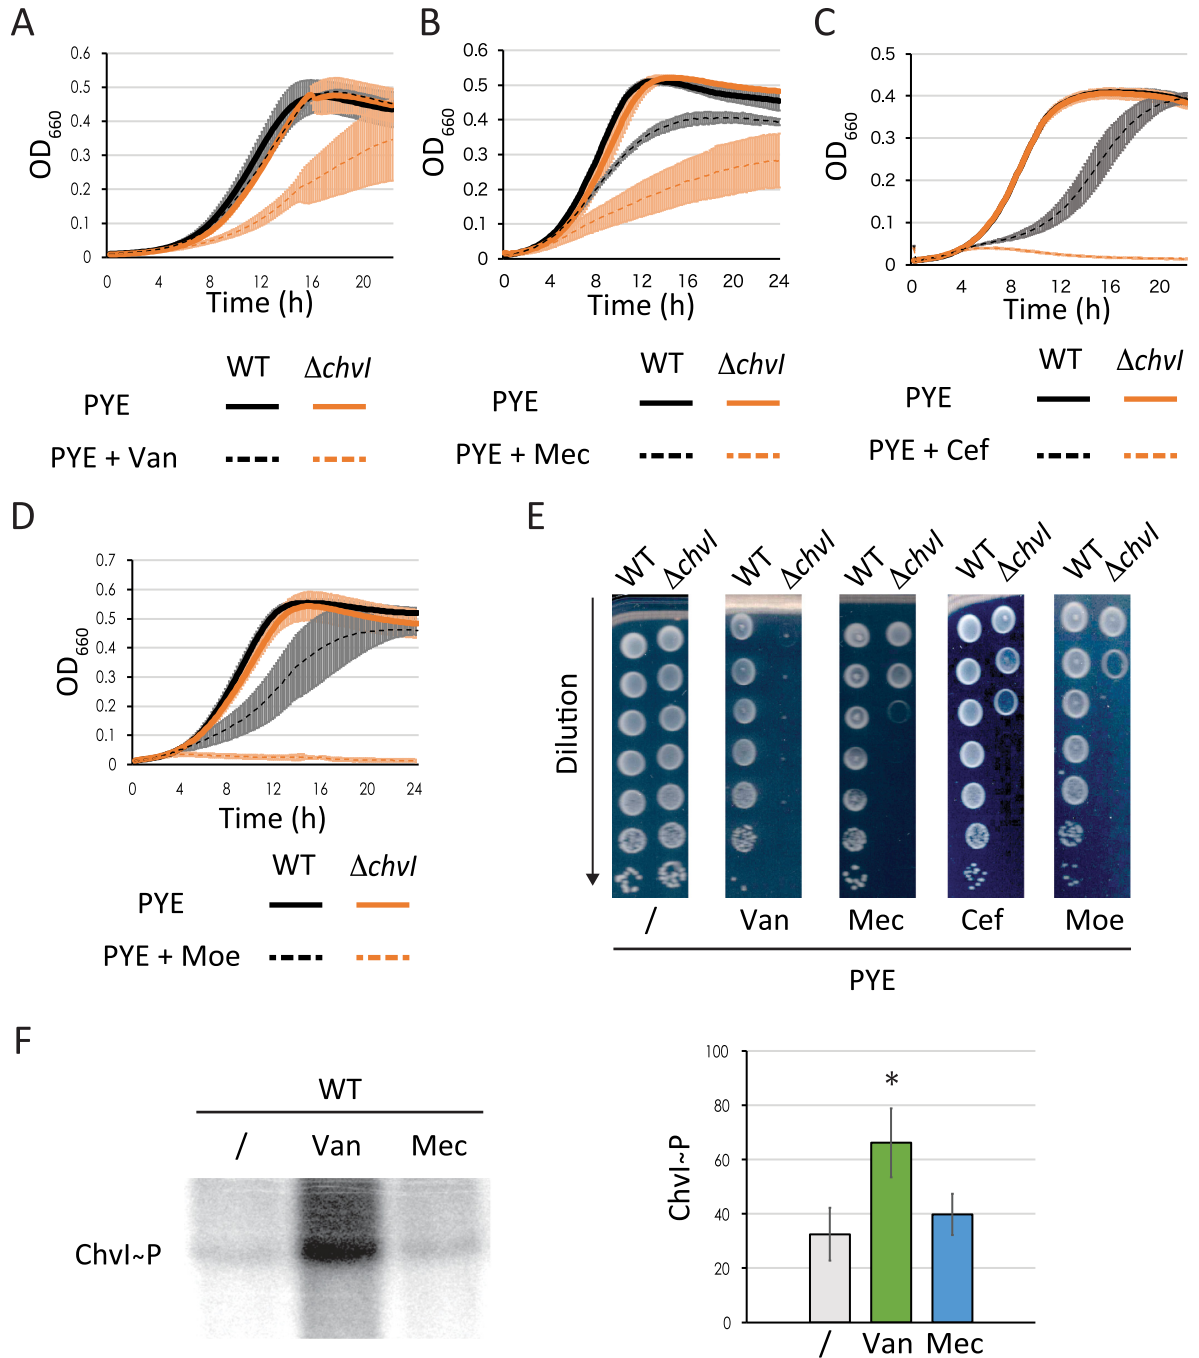 A
0.6
0.5
0.4
0.3
0.2
0.1
0
OD660
0 4 8 12 16 20
Time (h)
WT ΔchvI
PYE
PYE + Van
B
0.6
0.5
0.4
0.3
0.2
0.1
0
OD660
0 4 8 12 16 20 24
Time (h)
WT ΔchvI
PYE
PYE + Mec
C
0.5
0.4
0.3
0.2
0.1
0
OD660
0 4 8 12 16 20
Time (h)
WT ΔchvI
PYE
PYE + Cef
D
0.7
0.6
0.5
0.4
0.3
0.2
0.1
0
OD660
0 4 8 12 16 20 24
Time (h)
WT ΔchvI
PYE
PYE + Moe
E
WT ΔchvI WT ΔchvI WT ΔchvI WT ΔchvI WT ΔchvI
Dilution
/ Van Mec Cef Moe
PYE
F
WT
/ Van Mec
ChvI~P
100
80
60
40
20
0
ChvI~P
*
/ Van Mec